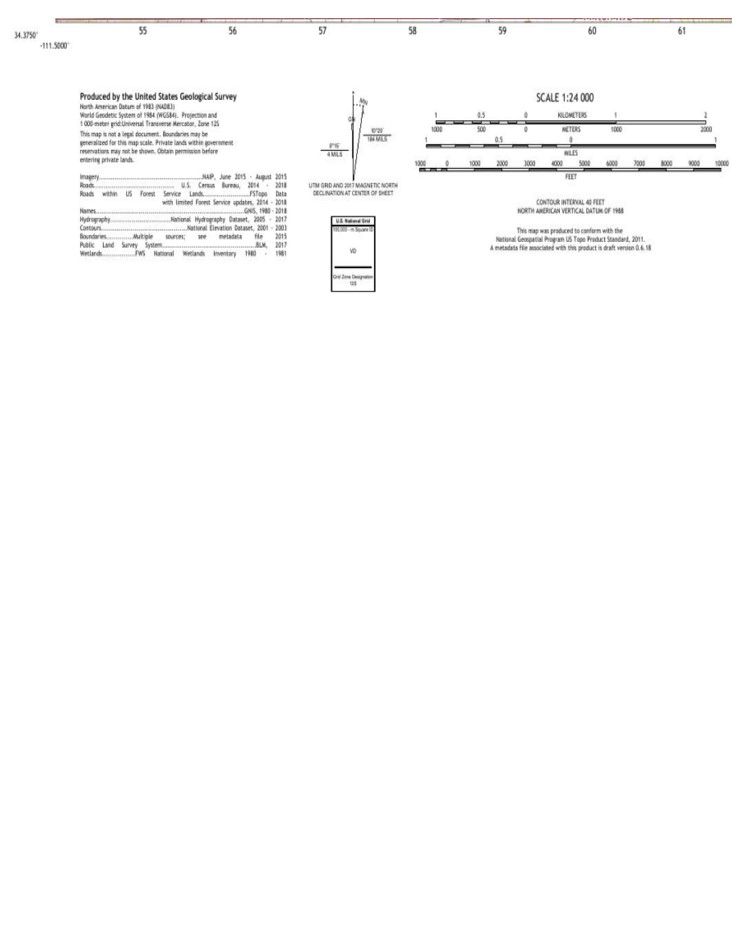 55 56 57 58 59 60 61
34.3750°
-111.5000°
Produced by the United States Geological Survey
North American Datum of 1983 (NAD83)
World Geodetic System of 1984 (WGS84). Projection and
1 000-meter grid:Universal Transverse Mercator, Zone 12S
This map is not a legal document. Boundaries may be
generalized for this map scale. Private lands within government
reservations may not be shown. Obtain permission before
entering private lands.
Imagery.....................................................NAIP, June 2015 - August 2015
Roads......................... U.S. Census Bureau, 2014 - 2018
Roads within US Forest Service Lands........................FSTopo Data
with limited Forest Service updates, 2014 - 2018
Names..............................................................GNIS, 1980 - 2018
Hydrography..........................National Hydrography Dataset, 2005 - 2017
Contours....................................National Elevation Dataset, 2001 - 2003
Boundaries............Multiple sources; see metadata file 2015
Public Land Survey System..........................................BLM, 2017
Wetlands...............FWS National Wetlands Inventory 1980 - 1981
MN
GN
10°20´
184 MILS
0°15´
4 MILS
UTM GRID AND 2017 MAGNETIC NORTH
DECLINATION AT CENTER OF SHEET
U.S. National Grid
100,000 - m Square ID
VD
Grid Zone Designation
12S
SCALE 1:24 000
1 0.5 0 KILOMETERS 1 2
1000 500 0 METERS 1000 2000
1 0.5 0 1
MILES
1000 0 1000 2000 3000 4000 5000 6000 7000 8000 9000 10000
FEET
CONTOUR INTERVAL 40 FEET
NORTH AMERICAN VERTICAL DATUM OF 1988
This map was produced to conform with the
National Geospatial Program US Topo Product Standard, 2011.
A metadata file associated with this product is draft version 0.6.18